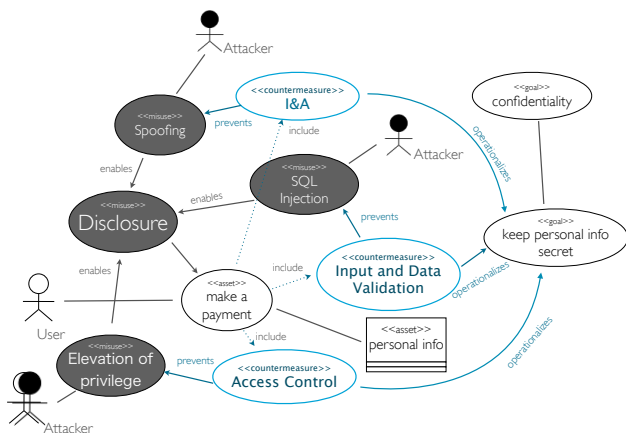 Attacker
<<countermeasure>>
I&A
<<goal>>
confidentiality
<<misuse>>
Spoofing
prevents
include
operationalizes
Attacker
enables
<<misuse>>
SQL
Injection
<<misuse>>
Disclosure
enables
prevents
<<goal>>
keep personal info
secret
enables
<<asset>>
make a
payment
include
<<countermeasure>>
Input and Data
Validation
operationalizes
User
include
<<asset>>
personal info
operationalizes
<<misuse>>
Elevation of
privilege
prevents
<<countermeasure>>
Access Control
Attacker